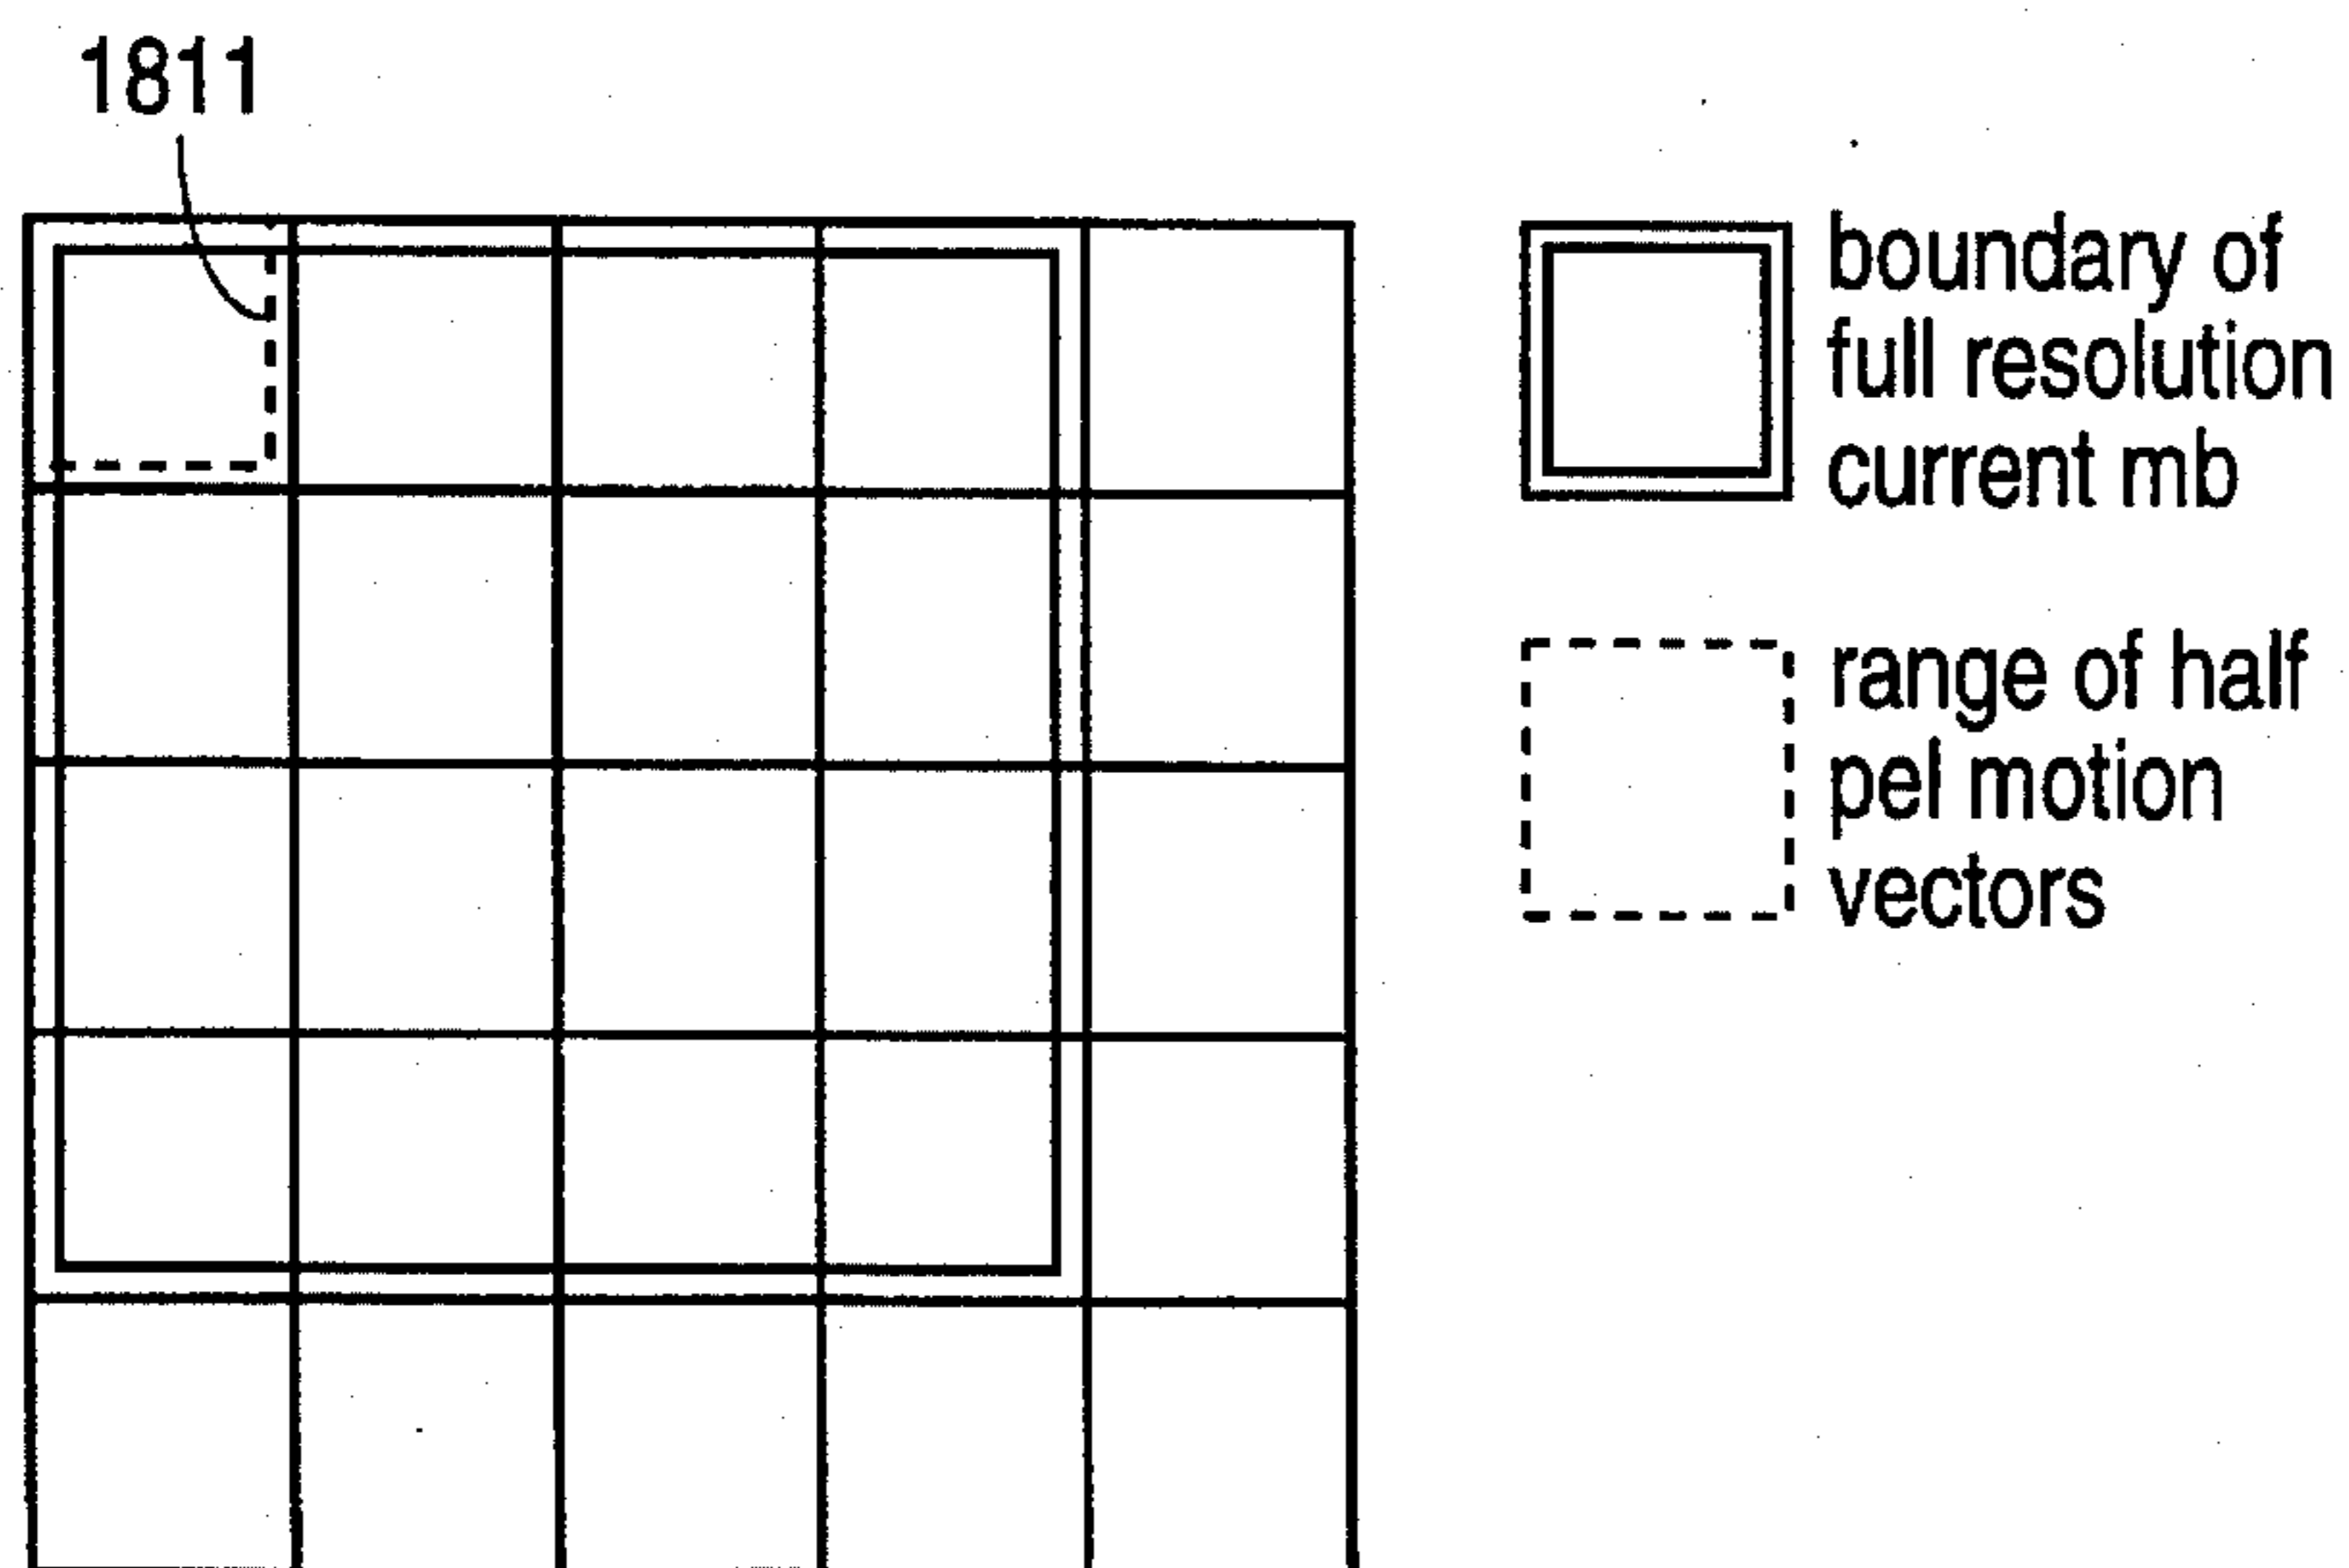 1811
boundary of
full resolution
current mb
range of half
pel motion
vectors